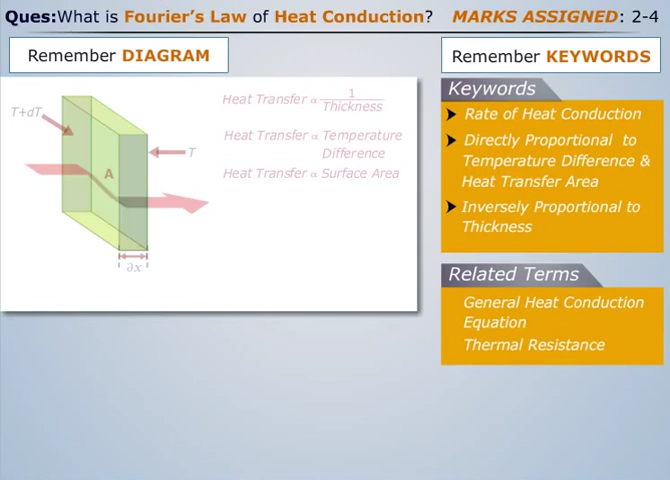 Ques:What is Fourier's Law of Heat Conduction? MARKS ASSIGNED: 2-4
Remember DIAGRAM
Remember KEYWORDS
T+dT
T
A
∂x
Heat Transfer ∝ 1
Thickness
Heat Transfer ∝ Temperature
Difference
Heat Transfer ∝ Surface Area
Keywords
Rate of Heat Conduction
Directly Proportional to
Temperature Difference &
Heat Transfer Area
Inversely Proportional to
Thickness
Related Terms
General Heat Conduction
Equation
Thermal Resistance